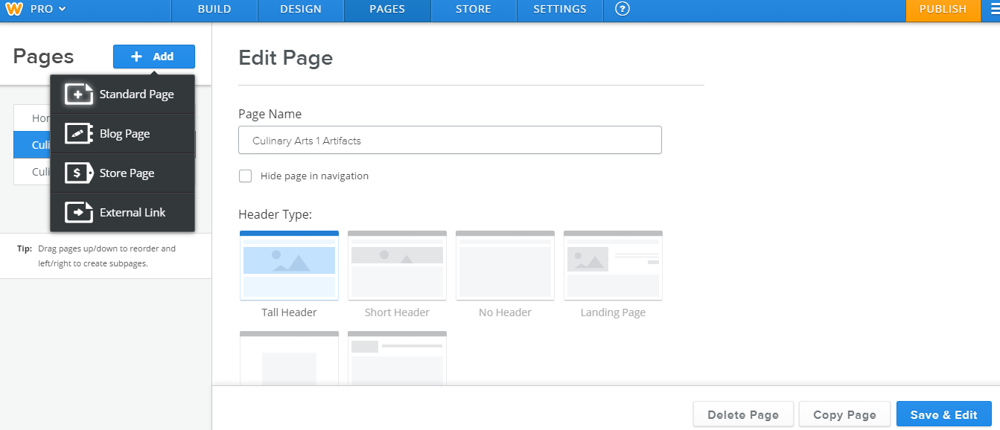 PRO
BUILD
DESIGN
PAGES
STORE
SETTINGS
?
PUBLISH
Pages
+ Add
Standard Page
Blog Page
$ Store Page
External Link
Tip: Drag pages up/down to reorder and
left/right to create subpages.
Edit Page
Page Name
Culinary Arts 1 Artifacts
Hide page in navigation
Header Type:
Tall Header
Short Header
No Header
Landing Page
Delete Page
Copy Page
Save & Edit